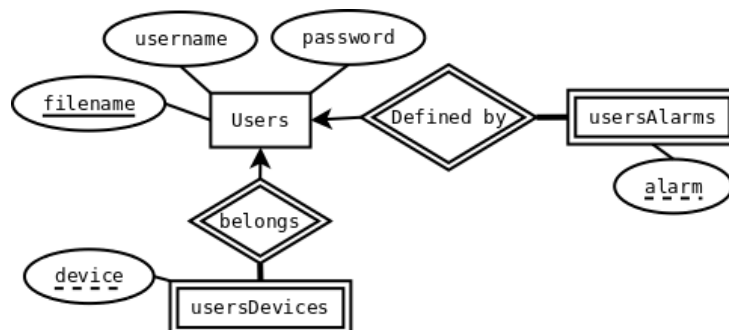 username
password
filename
Users
Defined by
usersAlarms
alarm
belongs
device
usersDevices